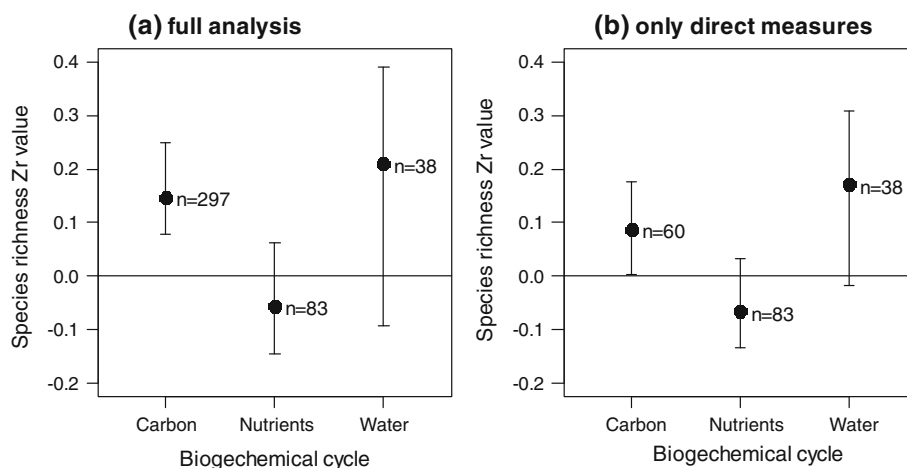 (a) full analysis
Species richness Zr value
0.4
0.3
0.2
0.1
0.0
-0.1
-0.2
n=297
n=83
n=38
Carbon Nutrients Water
Biogechemical cycle
(b) only direct measures
Species richness Zr value
0.4
0.3
0.2
0.1
0.0
-0.1
-0.2
n=60
n=83
n=38
Carbon Nutrients Water
Biogechemical cycle